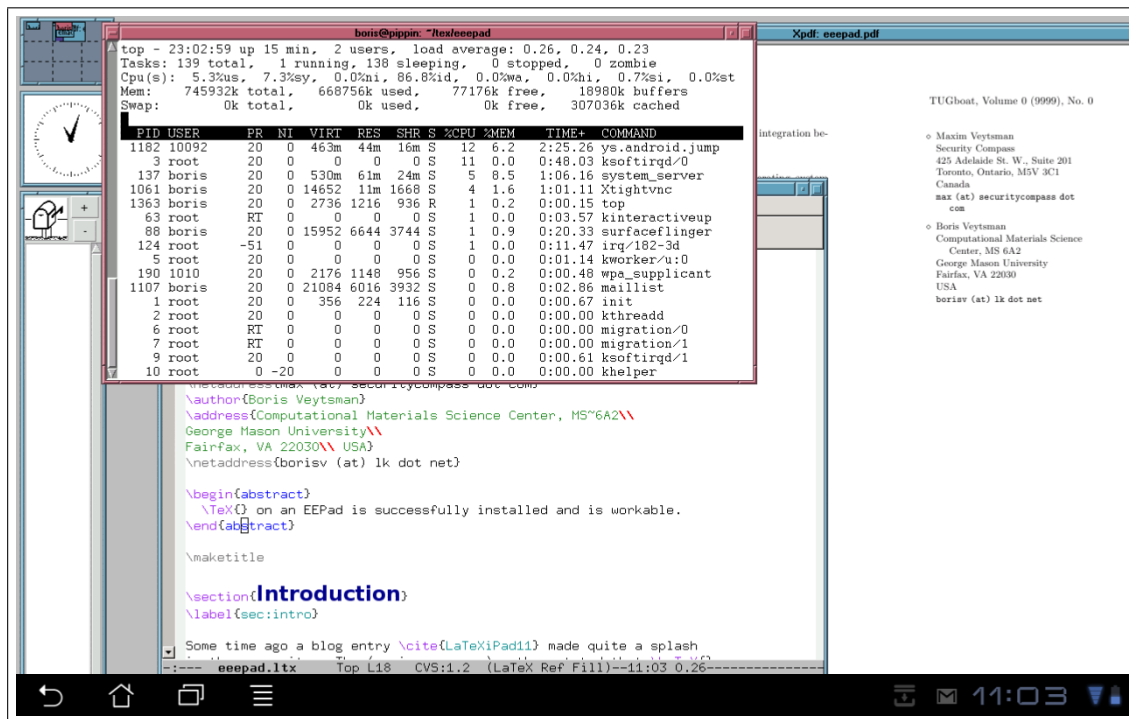 boris@pippin: ~/tex/eeepad
top - 23:02:59 up 15 min,  2 users,  load average: 0.26, 0.24, 0.23
Tasks: 139 total,   1 running, 138 sleeping,   0 stopped,   0 zombie
Cpu(s):  5.3%us,  7.3%sy,  0.0%ni, 86.8%id,  0.0%wa,  0.0%hi,  0.7%si,  0.0%st
Mem:    745932k total,   668756k used,    77176k free,    18980k buffers
Swap:        0k total,        0k used,        0k free,   307036k cached
PID USER      PR  NI  VIRT  RES  SHR S %CPU %MEM    TIME+  COMMAND
1182 10092     20   0  463m  44m  16m S   12  6.2   2:25.26 ys.android.jump
3 root      20   0     0    0    0 S   11  0.0   0:48.03 ksoftirqd/0
137 boris     20   0  530m  61m  24m S    5  8.5   1:06.16 system_server
1061 boris     20   0 14652  11m 1668 S    4  1.6   1:01.11 Xtightvnc
1363 boris     20   0  2736 1216  936 R    1  0.2   0:00.15 top
63 root      RT   0     0    0    0 S    1  0.0   0:03.57 kinteractiveup
88 boris     20   0 15952 6644 3744 S    1  0.9   0:20.33 surfaceflinger
124 root     -51   0     0    0    0 S    1  0.0   0:11.47 irq/182-3d
5 root      20   0     0    0    0 S    0  0.0   0:01.14 kworker/u:0
190 1010      20   0  2176 1148  956 S    0  0.2   0:00.48 wpa_supplicant
1107 boris     20   0 21084 6016 3932 S    0  0.8   0:02.86 maillist
1 root      20   0   356  224  116 S    0  0.0   0:00.67 init
2 root      20   0     0    0    0 S    0  0.0   0:00.00 kthreadd
6 root      RT   0     0    0    0 S    0  0.0   0:00.00 migration/0
7 root      RT   0     0    0    0 S    0  0.0   0:00.00 migration/1
9 root      20   0     0    0    0 S    0  0.0   0:00.61 ksoftirqd/1
10 root       0 -20     0    0    0 S    0  0.0   0:00.00 khelper
Xpdf: eeepad.pdf
TUGboat, Volume 0 (9999), No. 0
integration be-
⋄ Maxim Veytsman
Security Compass
425 Adelaide St. W., Suite 201
Toronto, Ontario, M5V 3C1
Canada
max (at) securitycompass dot
com
⋄ Boris Veytsman
Computational Materials Science
Center, MS 6A2
George Mason University
Fairfax, VA 22030
USA
borisv (at) lk dot net
+
-
\netaddress{max (at) securitycompass dot com}
\author{Boris Veytsman}
\address{Computational Materials Science Center, MS~6A2\\
George Mason University\\
Fairfax, VA 22030\\ USA}
\netaddress{borisv (at) lk dot net}
\begin{abstract}
\TeX{} on an EEPad is successfully installed and is workable.
\end{abstract}
\maketitle
\section{Introduction}
\label{sec:intro}
Some time ago a blog entry \cite{LaTeXiPad11} made quite a splash
-:---  eeepad.ltx      Top L18   CVS:1.2  (LaTeX Ref Fill)--11:03 0.26---------------
11:03